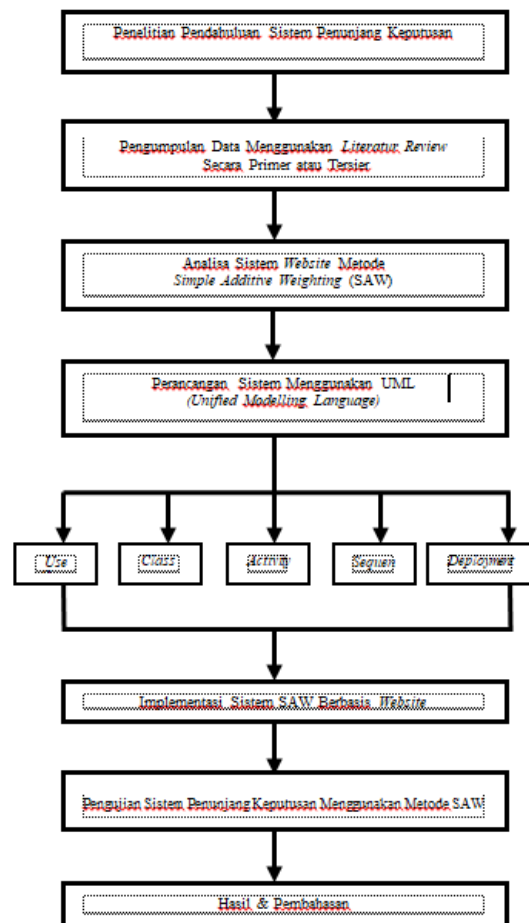 Penelitian Pendahuluan Sistem Penunjang Keputusan
Pengumpulan Data Menggunakan Literatur Review
Secara Primer atau Tersier
Analisa Sistem Website Metode
Simple Additive Weighting (SAW)
Perancangan Sistem Menggunakan UML
(Unified Modelling Language)
Use Class Activity Sequen Deployment
Implementasi Sistem SAW Berbasis Website
Pengujian Sistem Penunjang Keputusan Menggunakan Metode SAW
Hasil & Pembahasan